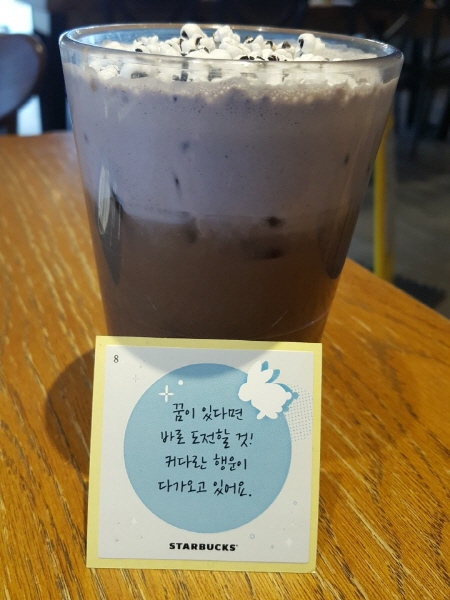 8
꿈이 있다면
바로 도전할 것!
커다란 행운이
다가오고 있어요.
STARBUCKS